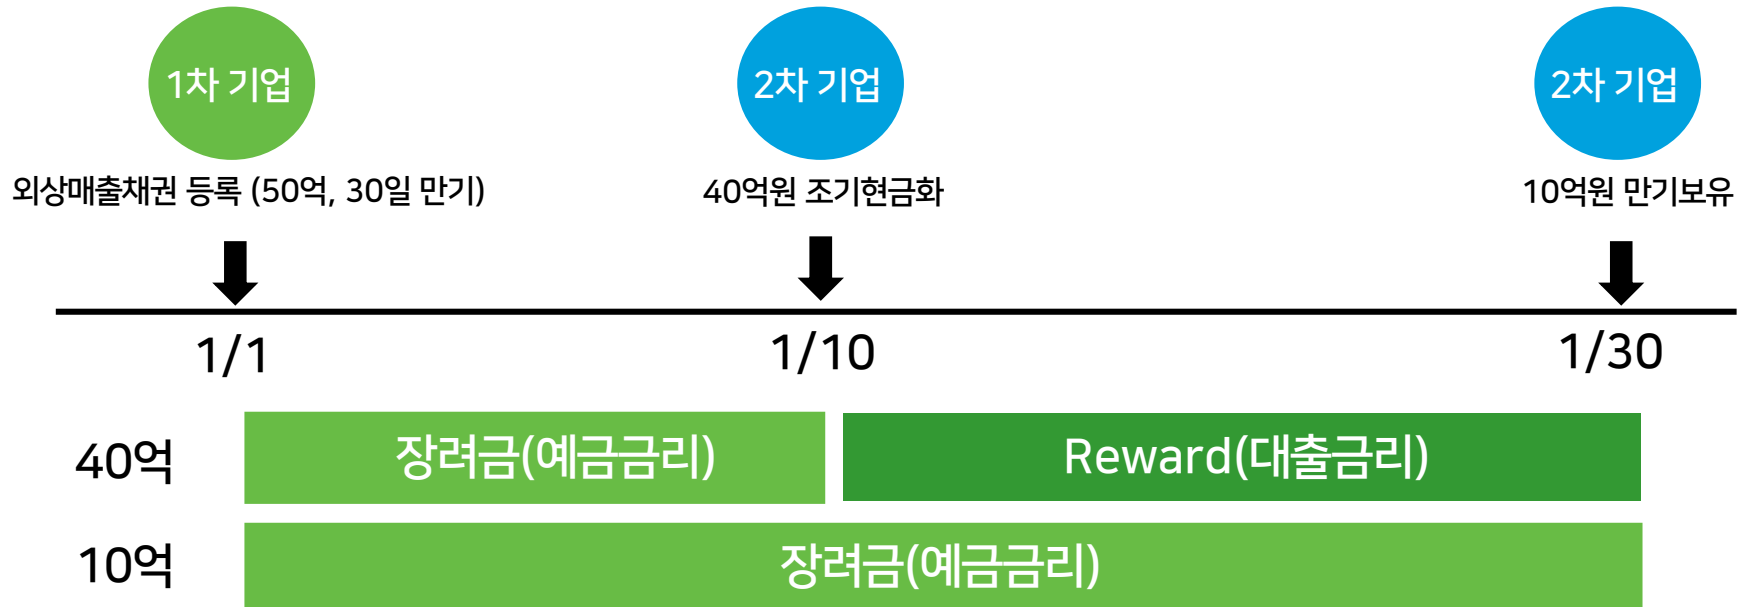 1차 기업
2차 기업
2차 기업
외상매출채권 등록 (50억, 30일 만기)
40억원 조기현금화
10억원 만기보유
1/1
1/10
1/30
40억
장려금(예금금리)
Reward(대출금리)
10억
장려금(예금금리)